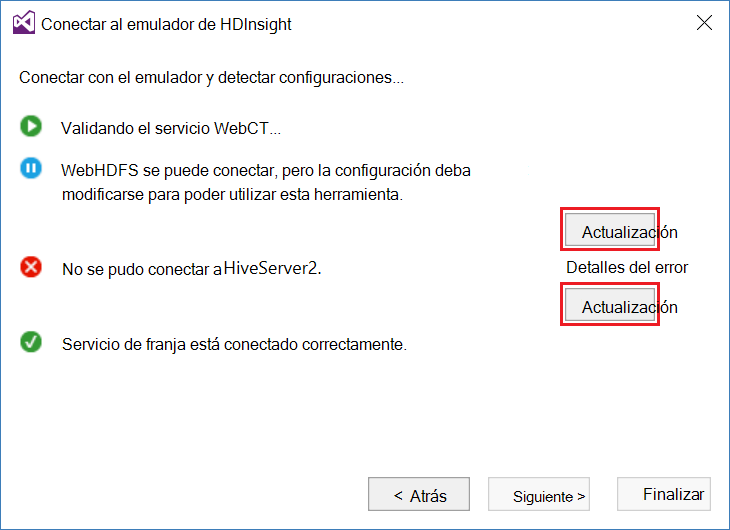 Conectar al emulador de HDInsight
Conectar con el emulador y detectar configuraciones...
Validando el servicio WebCT...
WebHDFS se puede conectar, pero la configuración deba
modificarse para poder utilizar esta herramienta.
Actualización
No se pudo conectar a HiveServer2.
Detalles del error
Actualización
Servicio de franja está conectado correctamente.
< Atrás
Siguiente >
Finalizar